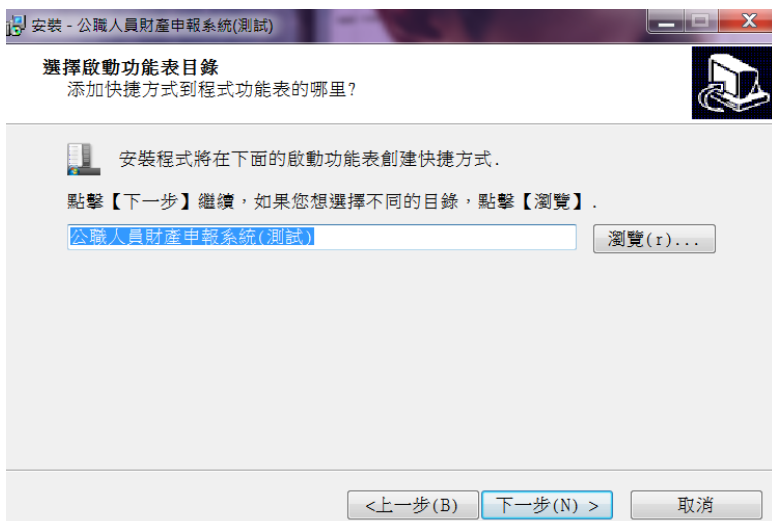 安裝 - 公職人員財產申報系統(測試)
選擇啟動功能表目錄
添加快捷方式到程式功能表的哪里?
安裝程式將在下面的啟動功能表創建快捷方式.
點擊【下一步】繼續，如果您想選擇不同的目錄，點擊【瀏覽】.
公職人員財產申報系統(測試)
瀏覽(r)...
<上一步(B)
下一步(N) >
取消